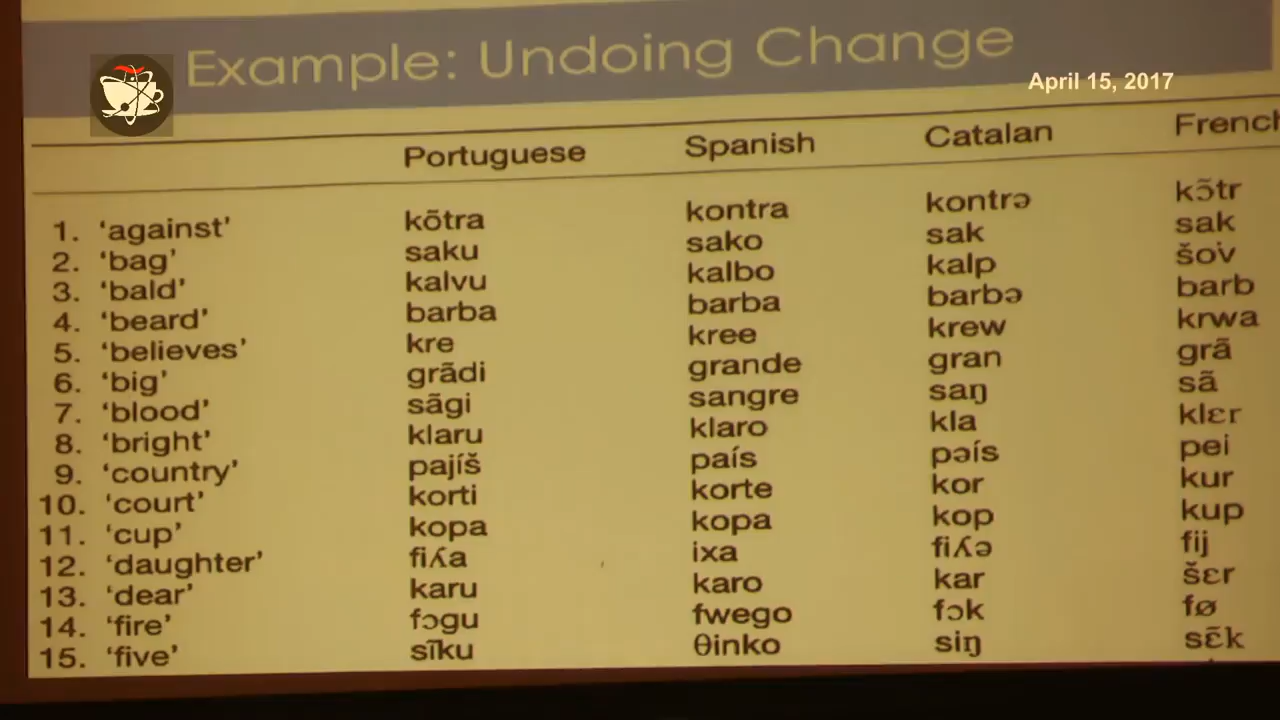 Example: Undoing Change
April 15, 2017
Portuguese Spanish Catalan French
1. ‘against’ kõtra kontra kontrə kɔ̃tr
2. ‘bag’ saku sako sak sak
3. ‘bald’ kalvu kalbo kalp šov
4. ‘beard’ barba barba barbə barb
5. ‘believes’ kre kree krew krwa
6. ‘big’ grãdi grande gran grã
7. ‘blood’ sãgi sangre saŋ sã
8. ‘bright’ klaru klaro kla klɛr
9. ‘country’ pajíš país pəís pei
10. ‘court’ korti korte kor kur
11. ‘cup’ kopa kopa kop kup
12. ‘daughter’ fiʎa ixa fiʎə fij
13. ‘dear’ karu karo kar šɛr
14. ‘fire’ fɔgu fwego fɔk fø
15. ‘five’ sĩku θinko siŋ sɛ̃k